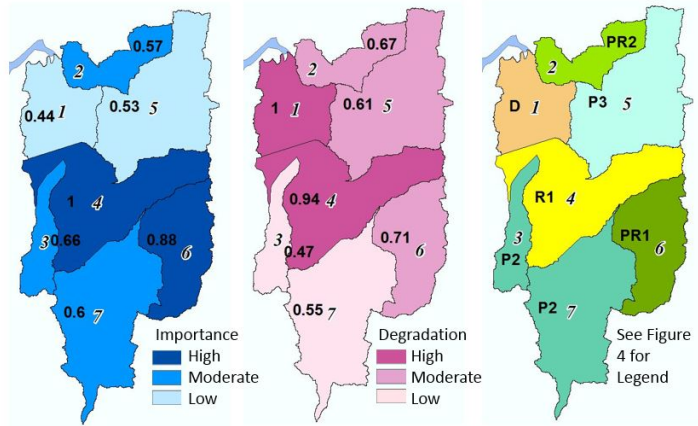 0.57
2
0.44 1
0.53 5
1 4
3 0.66
0.88 6
0.6 7
Importance
High
Moderate
Low
0.67
2
1 1
0.61 5
0.94 4
3 0.47
0.71 6
0.55 7
Degradation
High
Moderate
Low
PR2
2
D 1
P3 5
R1 4
3
P2
PR1 6
P2 7
See Figure
4 for
Legend